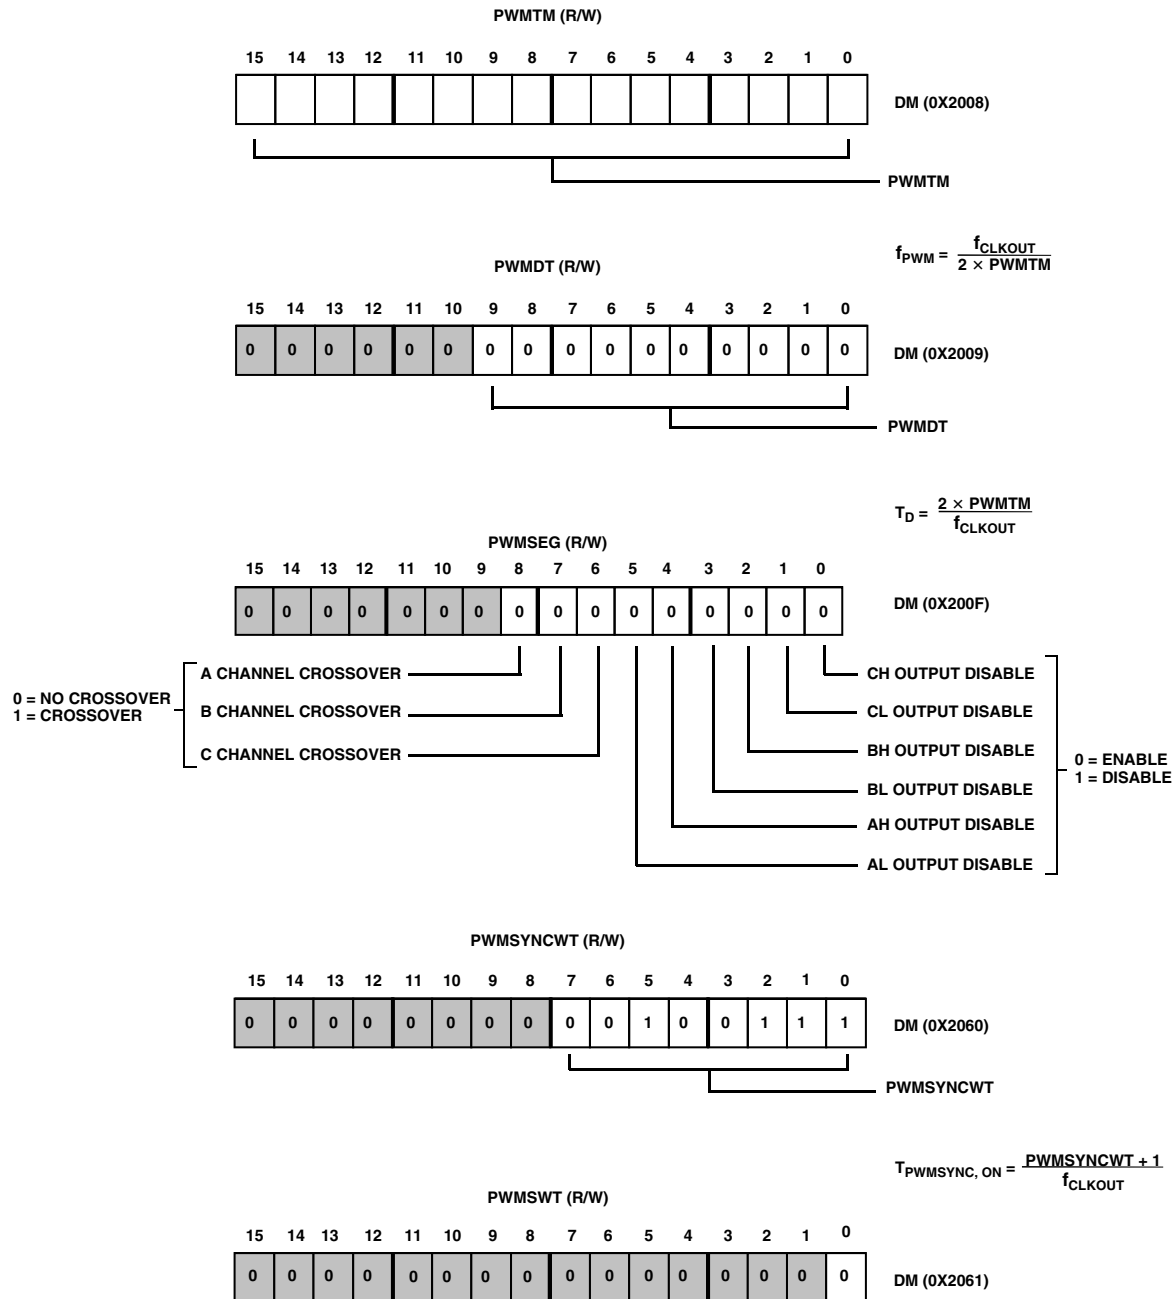 PWMTM (R/W)
15 14 13 12 11 10 9 8 7 6 5 4 3 2 1 0
DM (0X2008)
PWMTM
fPWM = fCLKOUT / 2 × PWMTM
PWMDT (R/W)
15 14 13 12 11 10 9 8 7 6 5 4 3 2 1 0
0 0 0 0 0 0 0 0 0 0 0 0 0 0 0 0 DM (0X2009)
PWMDT
TD = 2 × PWMTM / fCLKOUT
PWMSEG (R/W)
15 14 13 12 11 10 9 8 7 6 5 4 3 2 1 0
0 0 0 0 0 0 0 0 0 0 0 0 0 0 0 0 DM (0X200F)
0 = NO CROSSOVER
1 = CROSSOVER
A CHANNEL CROSSOVER
B CHANNEL CROSSOVER
C CHANNEL CROSSOVER
CH OUTPUT DISABLE
CL OUTPUT DISABLE
BH OUTPUT DISABLE
BL OUTPUT DISABLE
AH OUTPUT DISABLE
AL OUTPUT DISABLE
0 = ENABLE
1 = DISABLE
PWMSYNCWT (R/W)
15 14 13 12 11 10 9 8 7 6 5 4 3 2 1 0
0 0 0 0 0 0 0 0 0 0 1 0 0 1 1 1 DM (0X2060)
PWMSYNCWT
TPWMSYNC, ON = PWMSYNCWT + 1 / fCLKOUT
PWMSWT (R/W)
15 14 13 12 11 10 9 8 7 6 5 4 3 2 1 0
0 0 0 0 0 0 0 0 0 0 0 0 0 0 0 0 DM (0X2061)